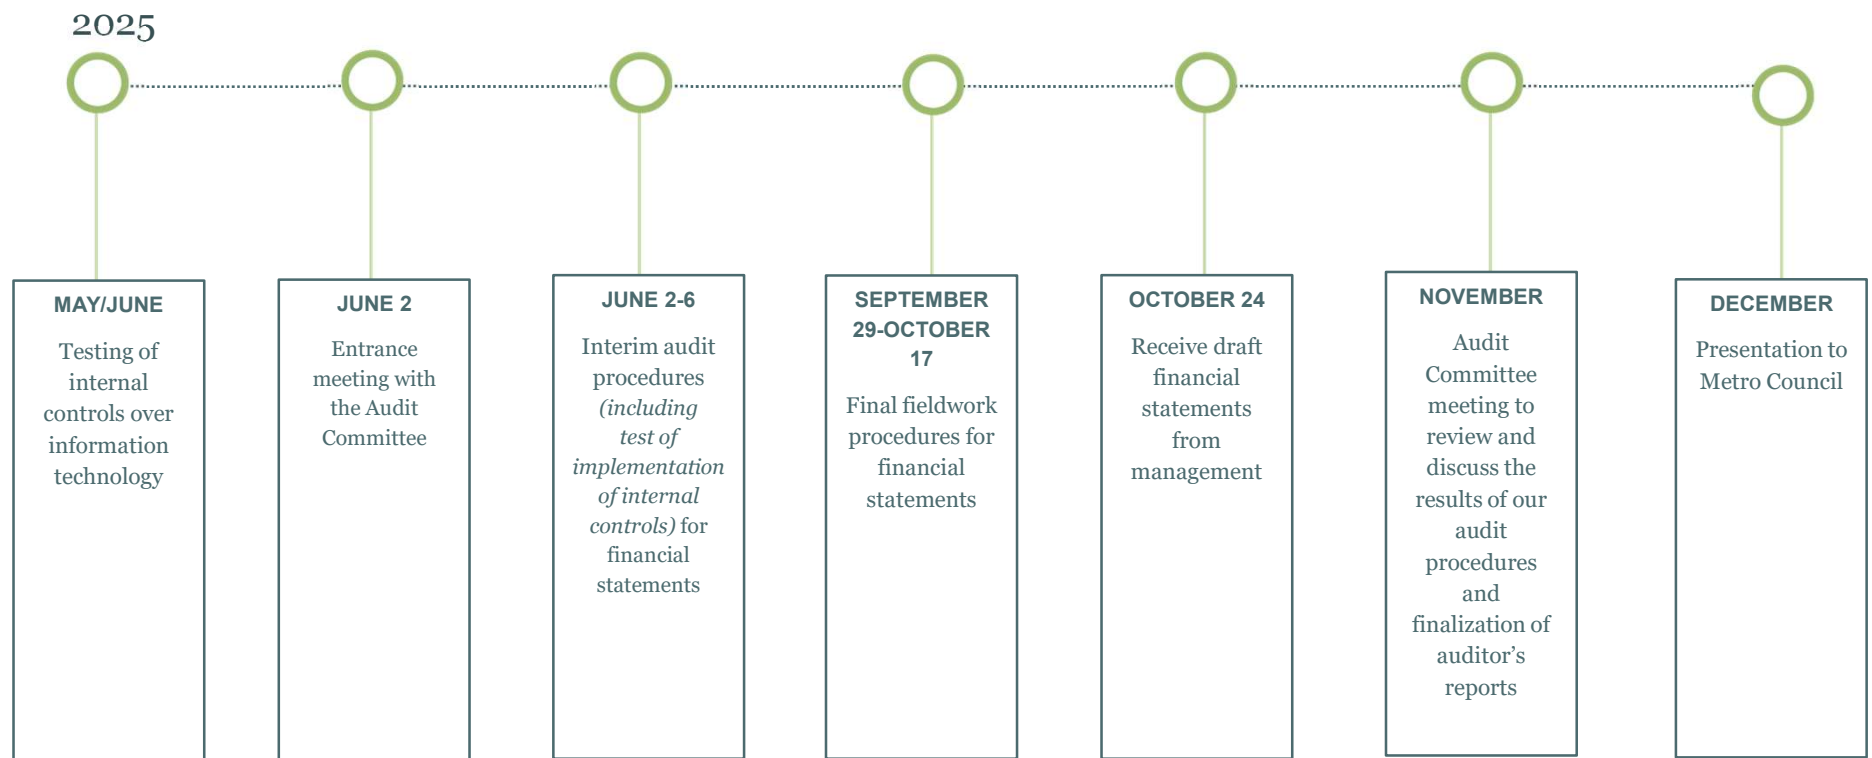 2025
MAY/JUNE
Testing of
internal
controls over
information
technology
JUNE 2
Entrance
meeting with
the Audit
Committee
JUNE 2-6
Interim audit
procedures
(including
test of
implementation
of internal
controls) for
financial
statements
SEPTEMBER
29-OCTOBER
17
Final fieldwork
procedures for
financial
statements
OCTOBER 24
Receive draft
financial
statements
from
management
NOVEMBER
Audit
Committee
meeting to
review and
discuss the
results of our
audit
procedures
and
finalization of
auditor’s
reports
DECEMBER
Presentation to
Metro Council